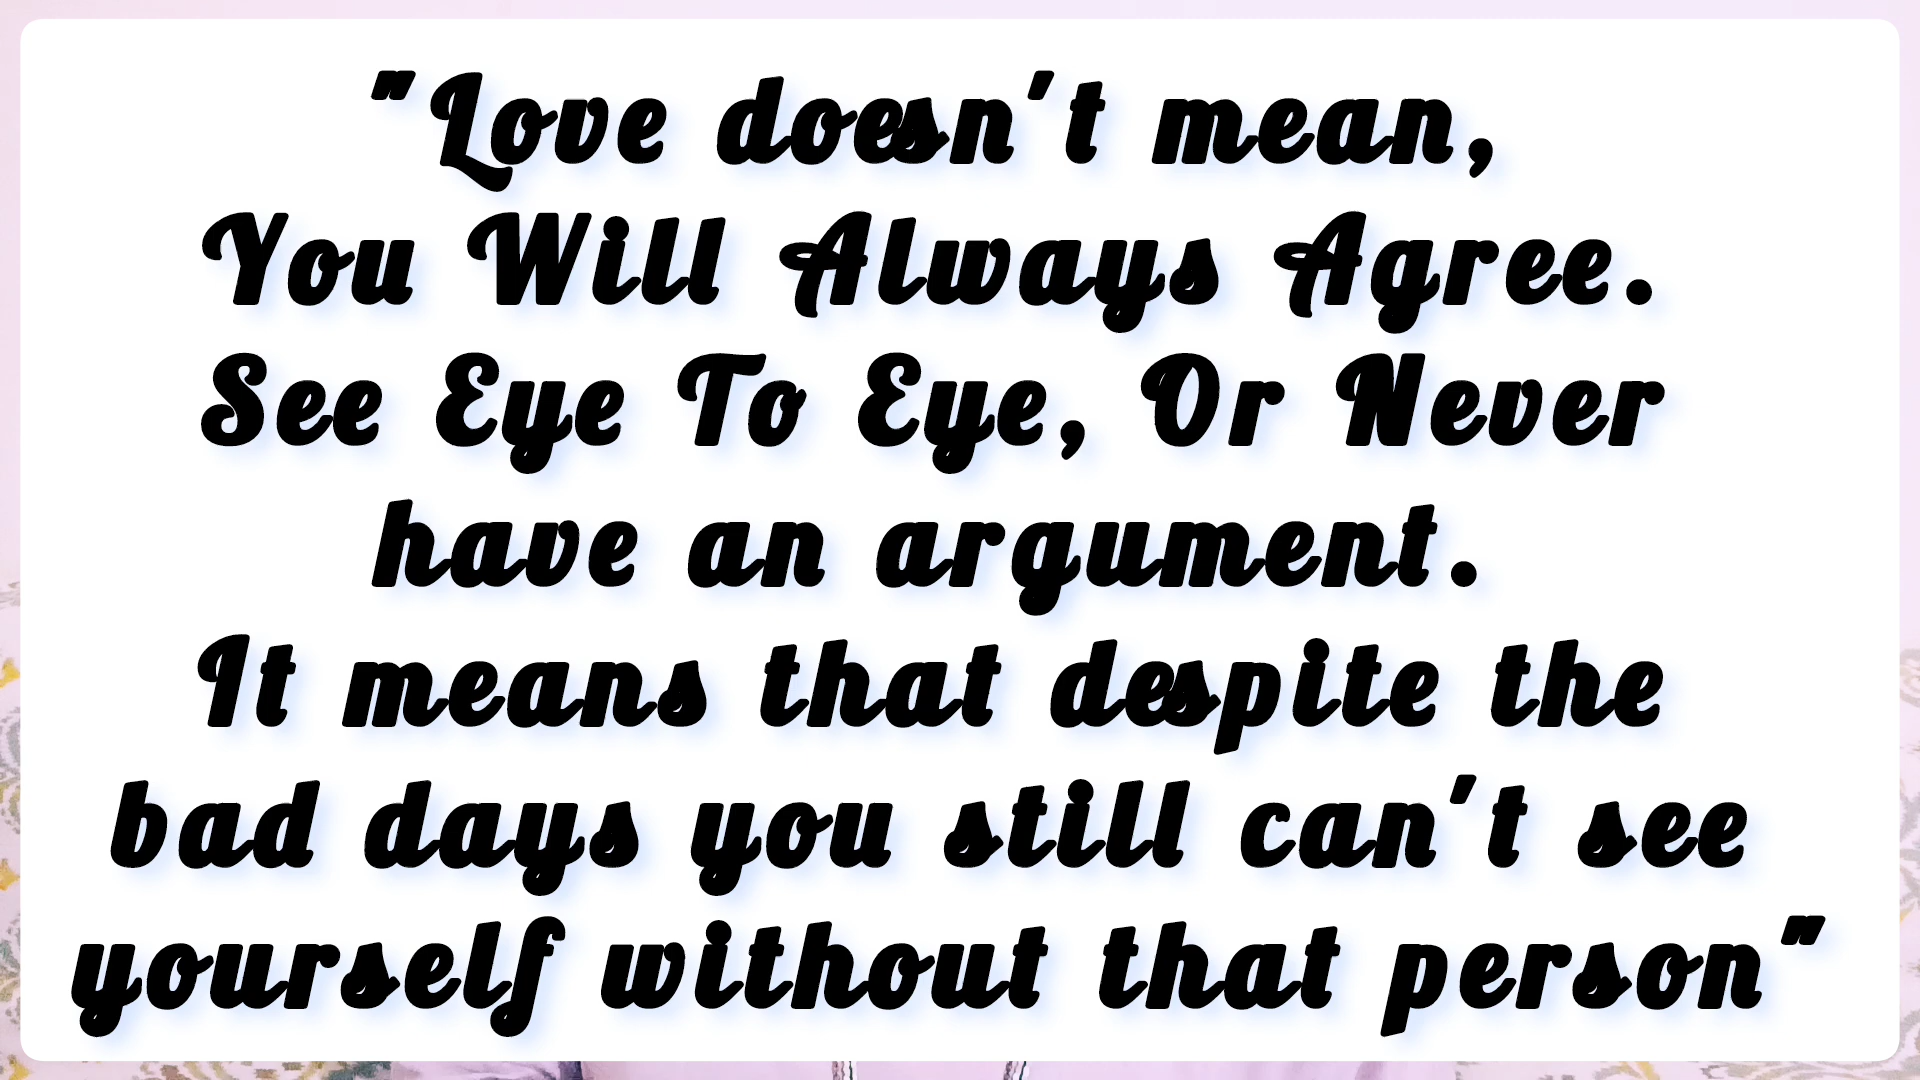 "Love doesn't mean,
You Will Always Agree.
See Eye To Eye, Or Never
have an argument.
It means that despite the
bad days you still can't see
yourself without that person"